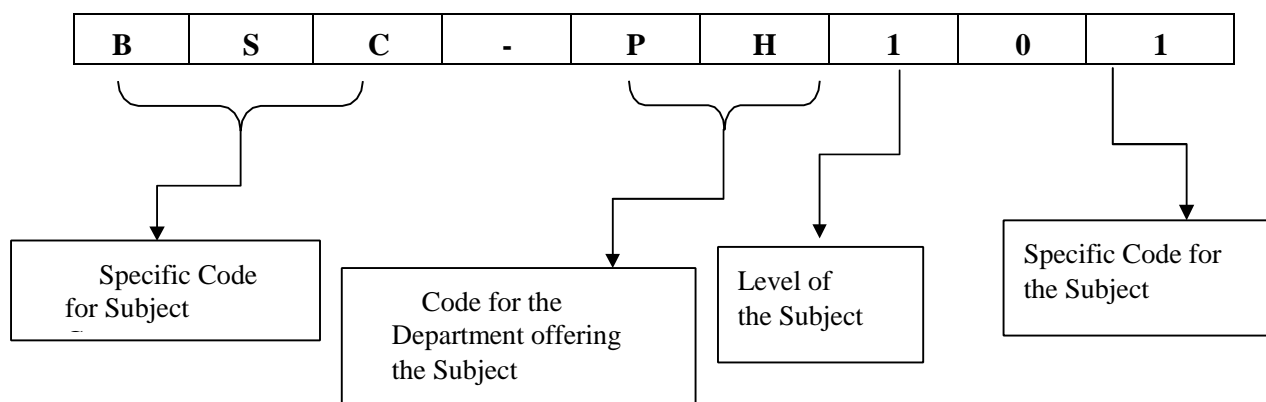 B S C - P H 1 0 1
Specific Code
for Subject
Code for the
Department offering
the Subject
Level of
the Subject
Specific Code for
the Subject